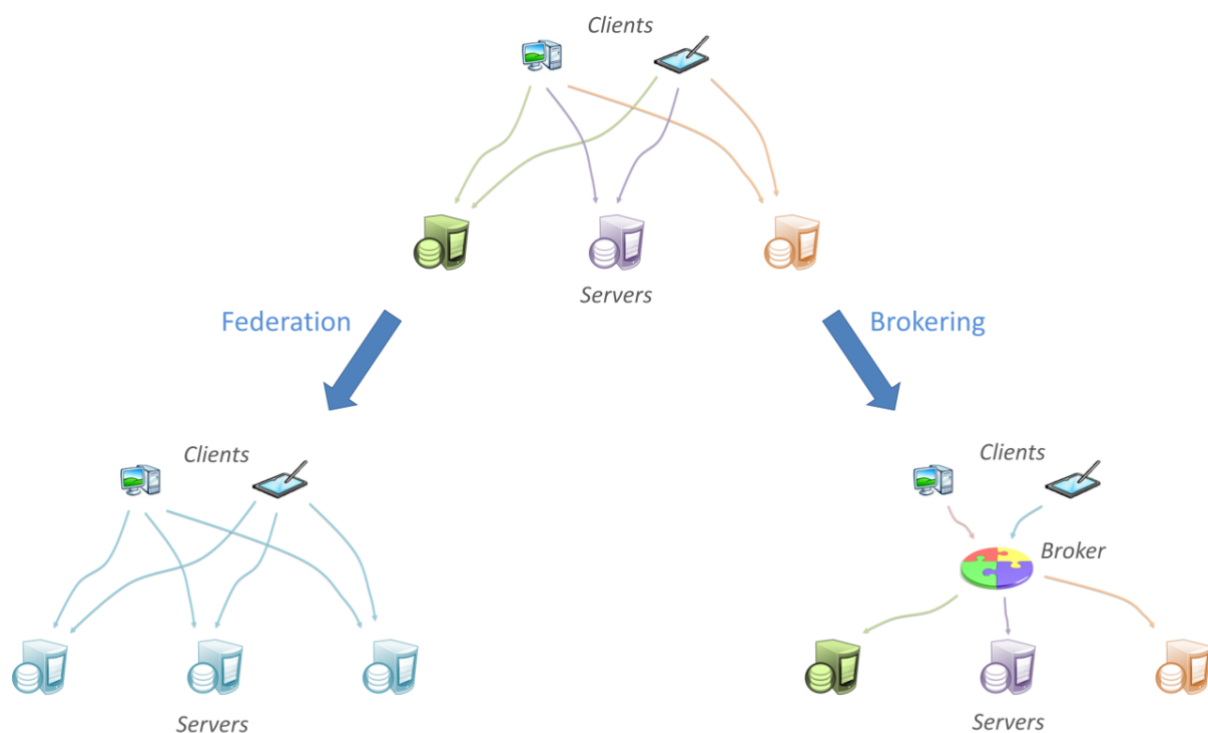 Clients
Servers
Federation
Brokering
Clients
Servers
Clients
Broker
Servers